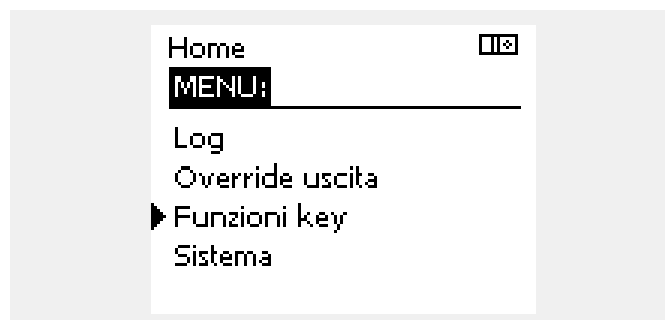 Home
MENU:
Log
Override uscita
Funzioni key
Sistema